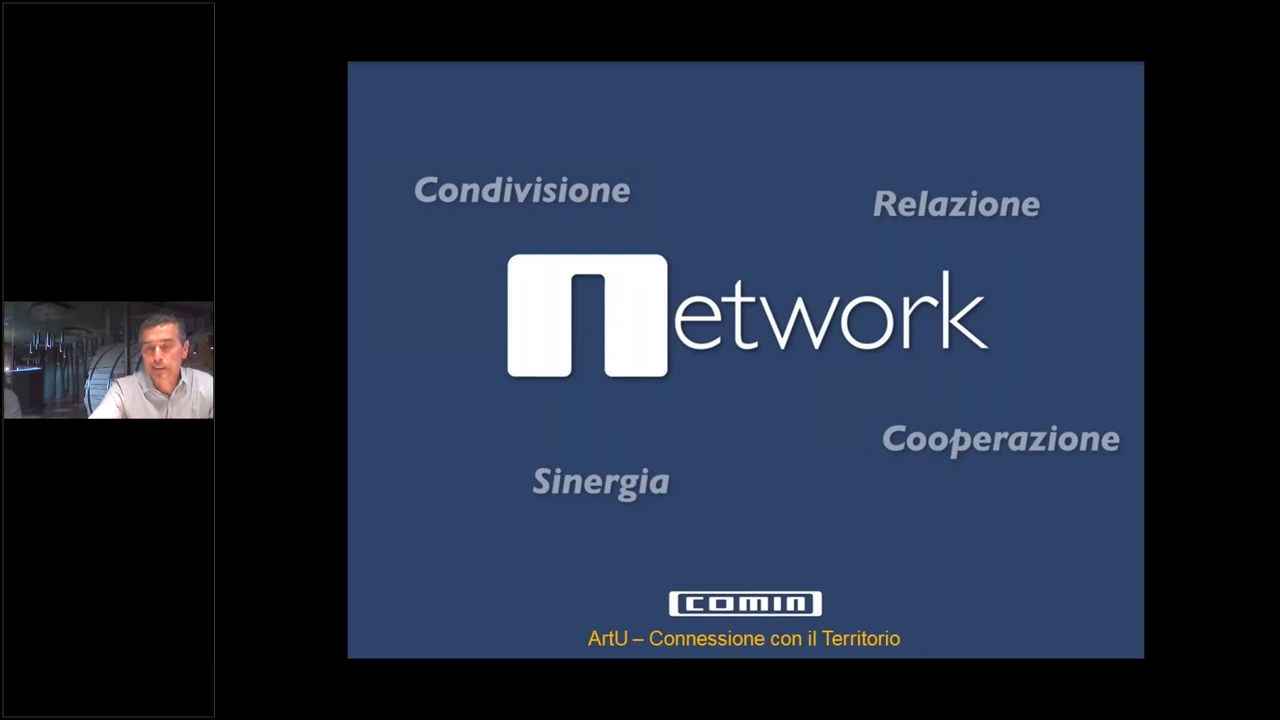 Condivisione
Relazione
network
Cooperazione
Sinergia
COMIN
ArtU – Connessione con il Territorio